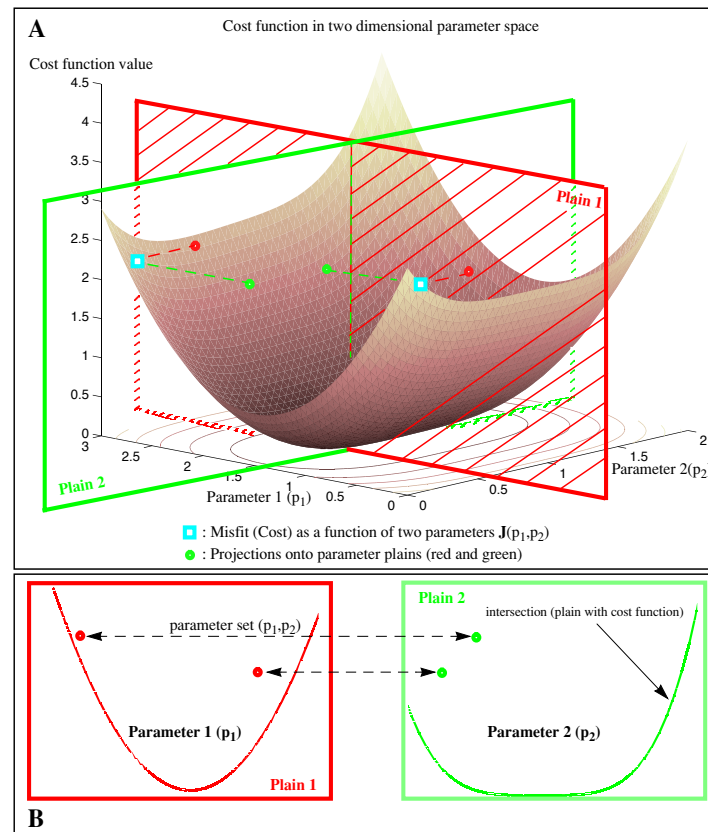 A
Cost function in two dimensional parameter space
Cost function value
4.5
4
3.5
3
2.5
2
1.5
1
0.5
0
3
2.5
2
1.5
1
0.5
0
0
0.5
1
1.5
2
Plain 1
Plain 2
Parameter 1 (p₁)
Parameter 2(p₂
: Misfit (Cost) as a function of two parameters J(p₁,p₂)
: Projections onto parameter plains (red and green)
Plain 2
parameter set (p₁,p₂)
intersection (plain with cost function)
Parameter 1 (p₁)
Parameter 2 (p₂)
Plain 1
B